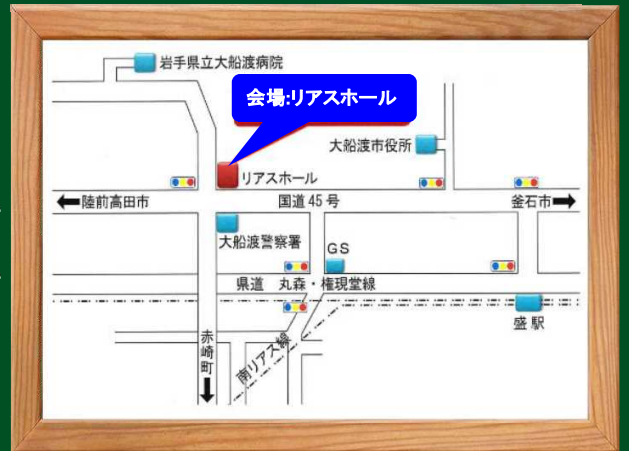 岩手県立大船渡病院
会場:リアスホール
大船渡市役所
リアスホール
陸前高田市
国道45号
釜石市
大船渡警察署
GS
県道 丸森・権現堂線
盛駅
赤崎町
南リアス線